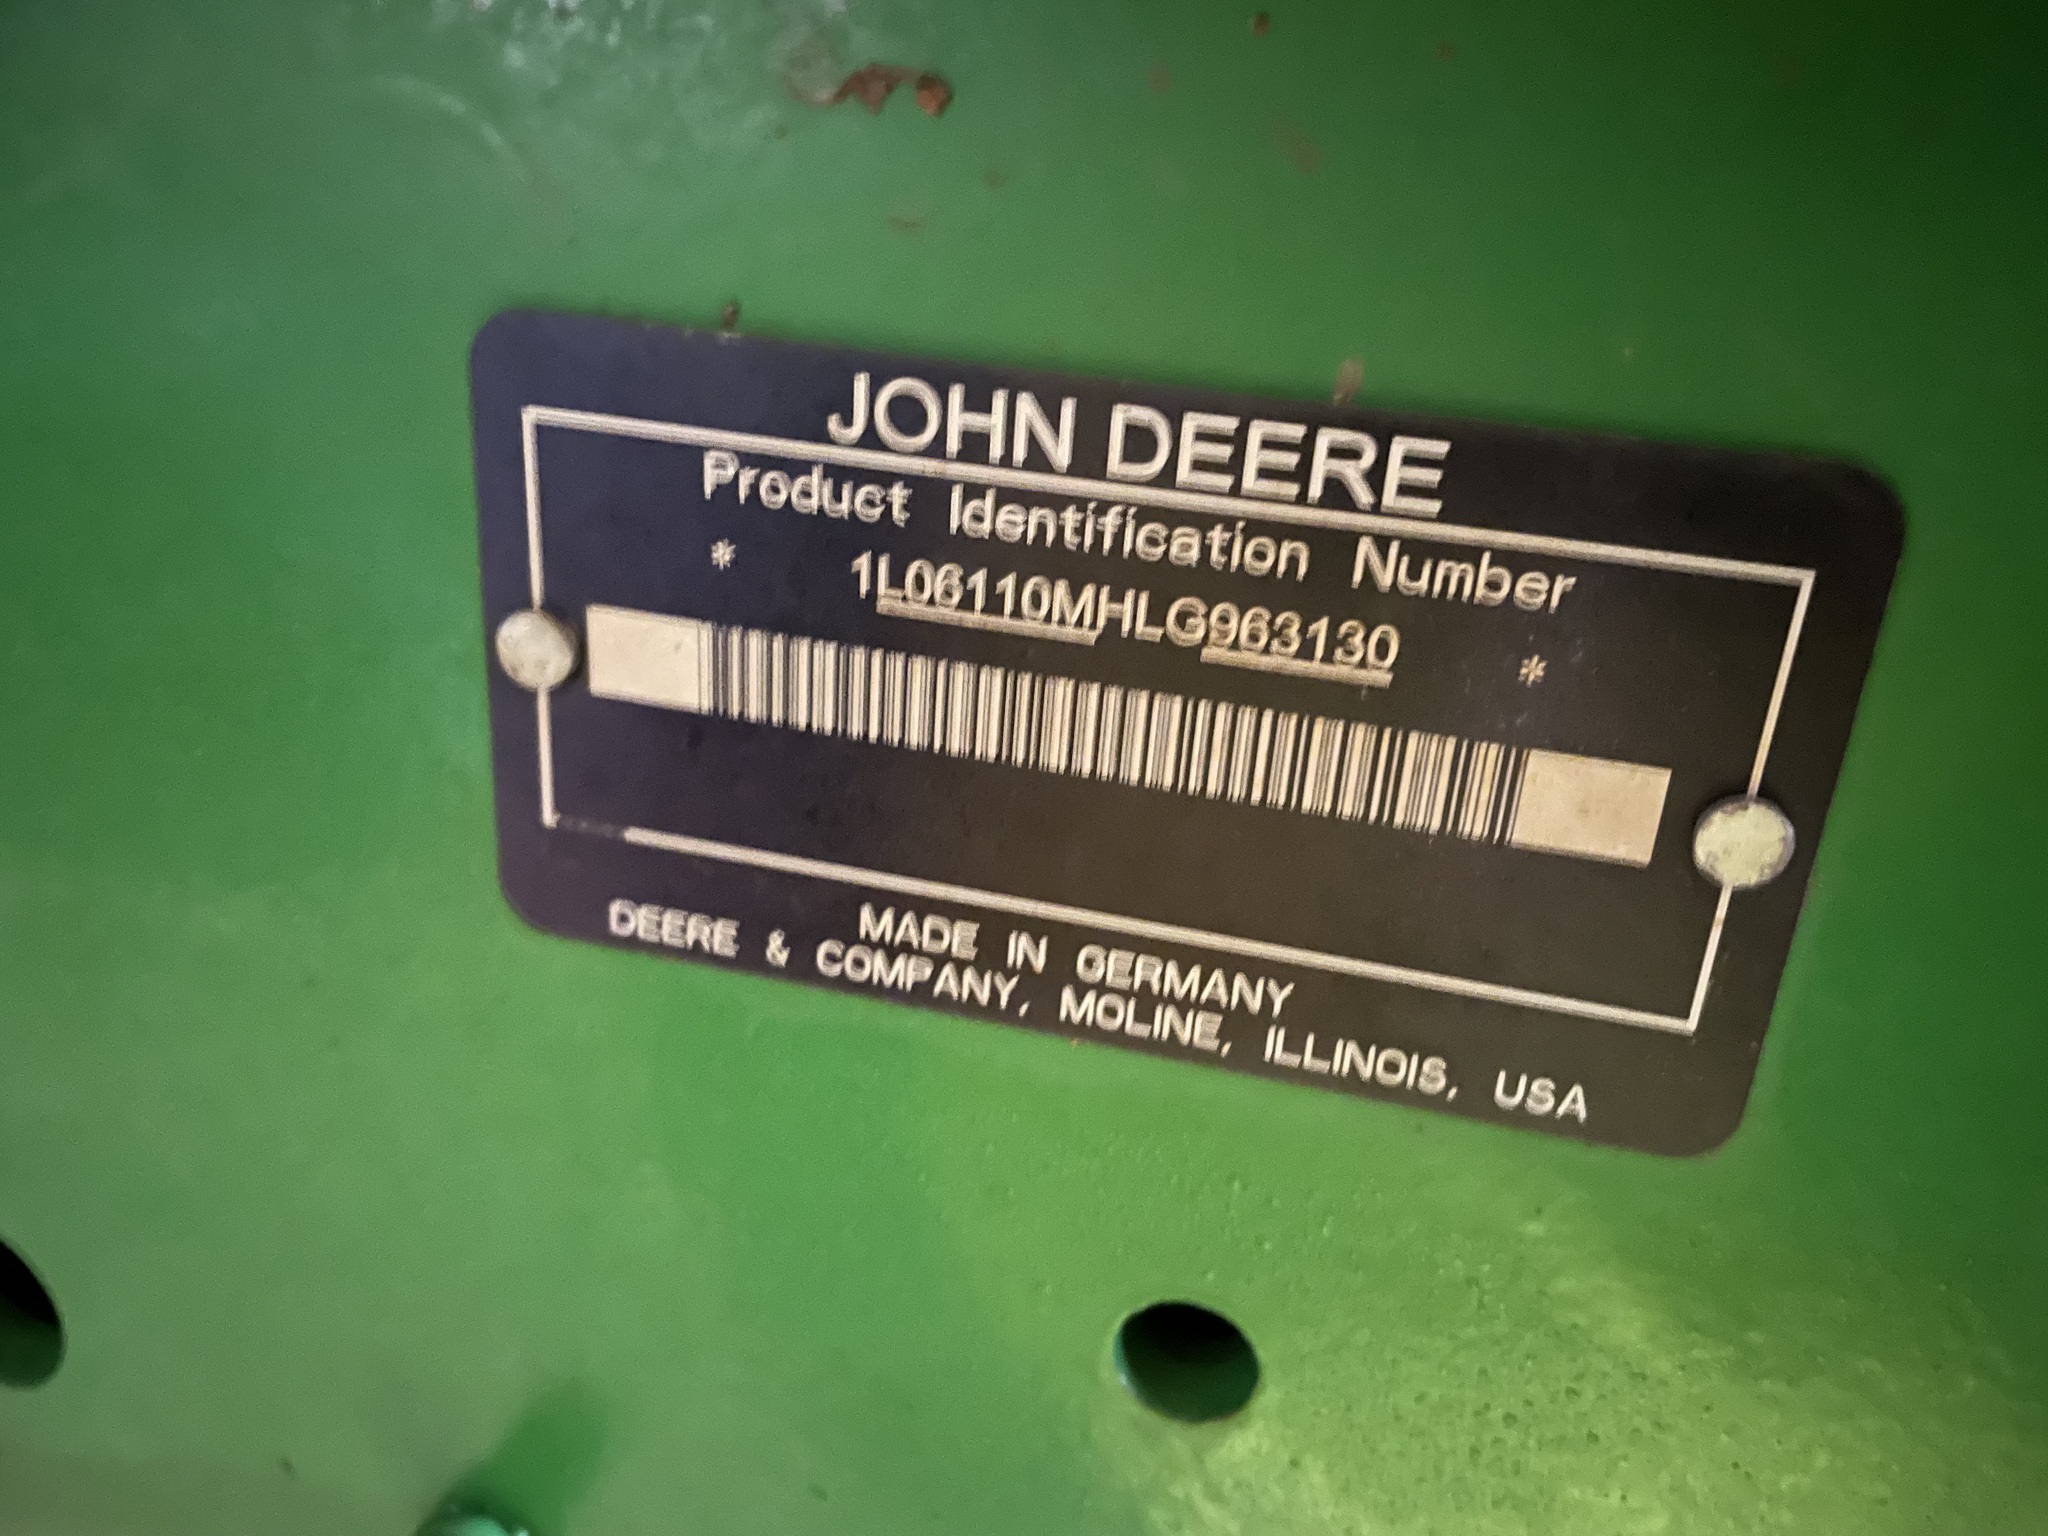 JOHN DEERE
Product Identification Number
* 1L06110MHLG963130 *
MADE IN GERMANY
DEERE & COMPANY, MOLINE, ILLINOIS, USA